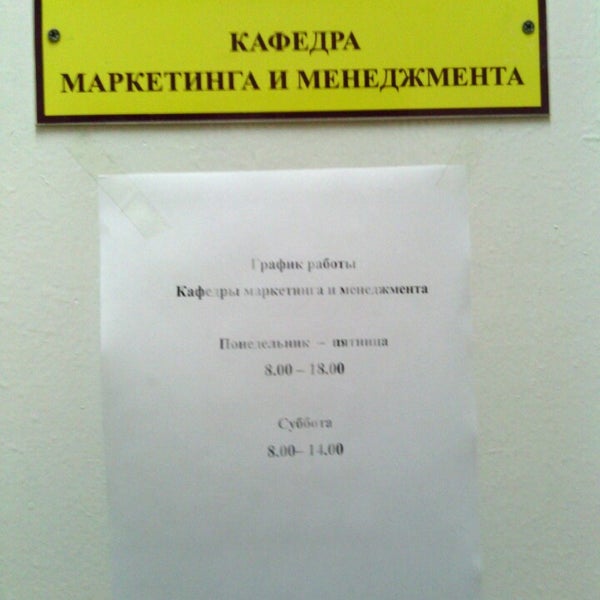 КАФЕДРА
МАРКЕТИНГА И МЕНЕДЖМЕНТА
График работы
Кафедры маркетинга и менеджмента
Понедельник – пятница
8.00 – 18.00
Суббота
8.00– 14.00